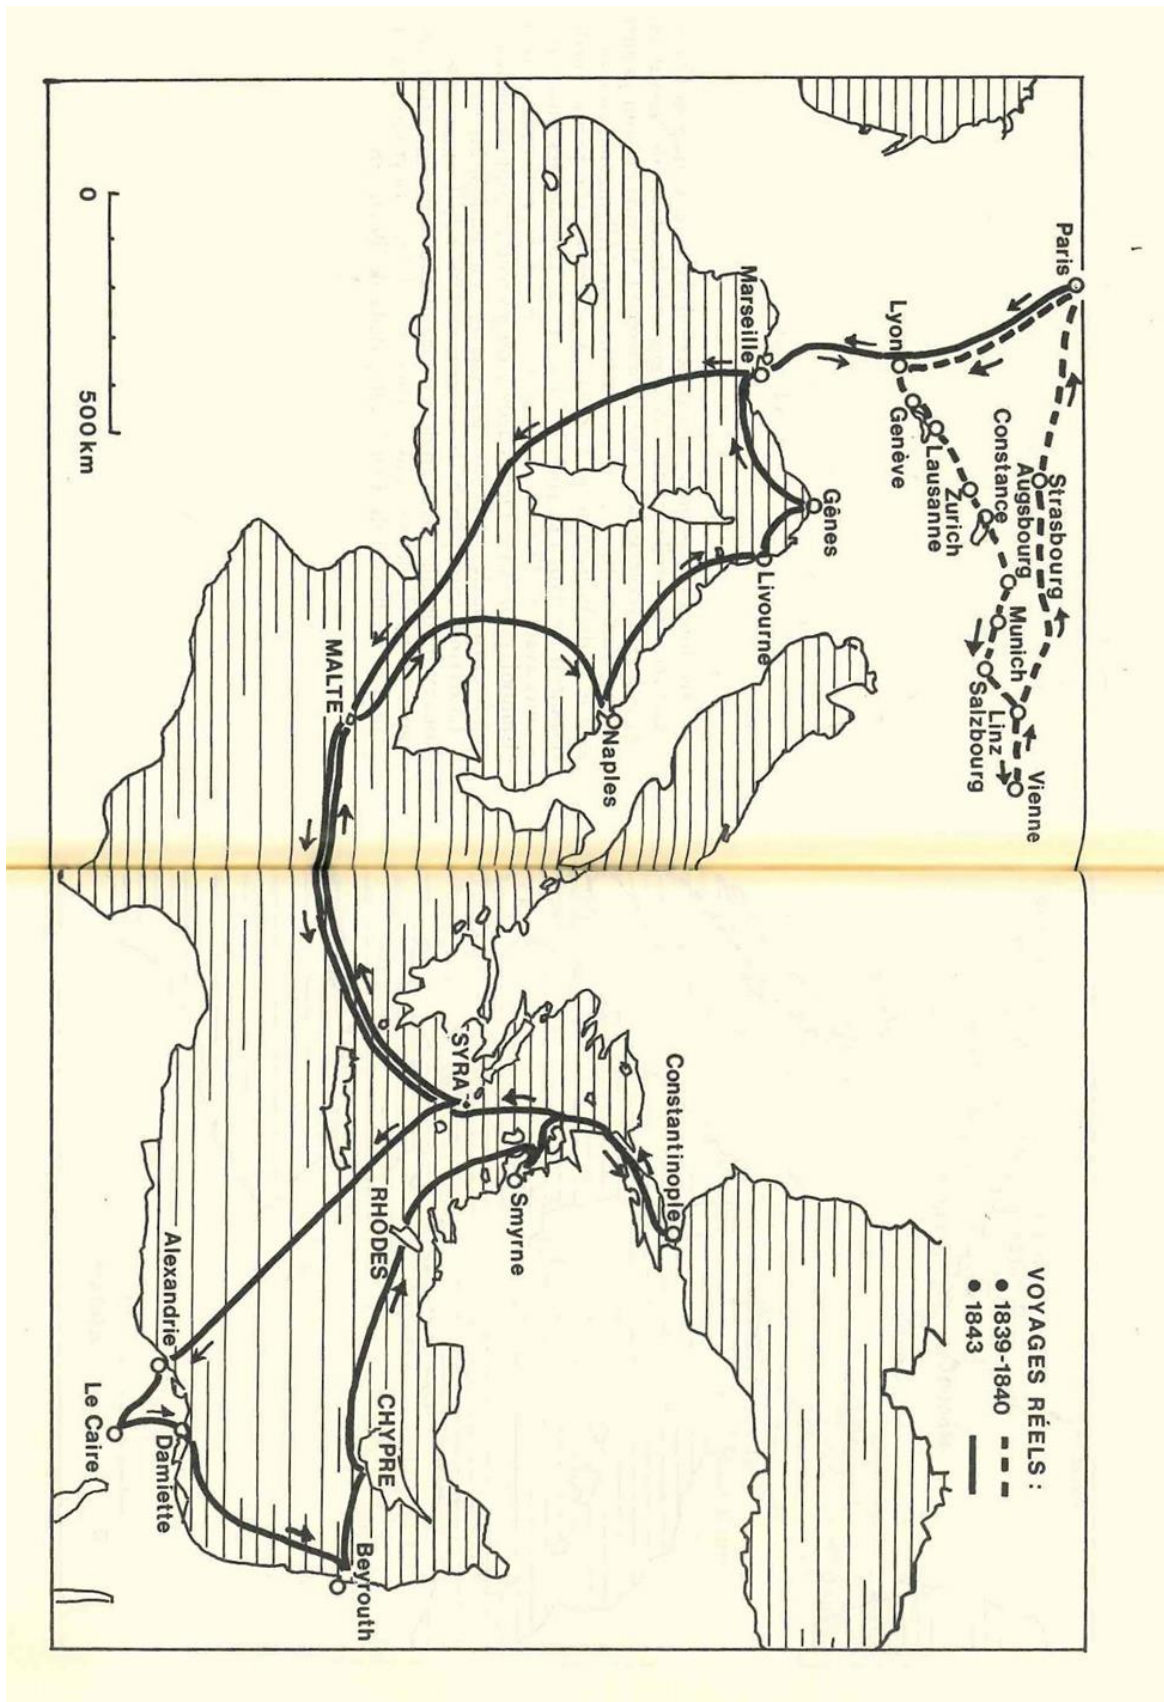 Paris
Strasbourg
Augsbourg
Constance
Munich
Vienne
Linz
Salzbourg
Zurich
Lausanne
Genève
Lyon
Marseille
Gênes
Livourne
Naples
MALTE
SYRA
Constantinople
Smyrne
RHÔDES
CHYPRE
Alexandrie
Le Caire
Damiette
Beyrouth
VOYAGES RÉELS :
• 1839-1840
• 1843
0 500 km